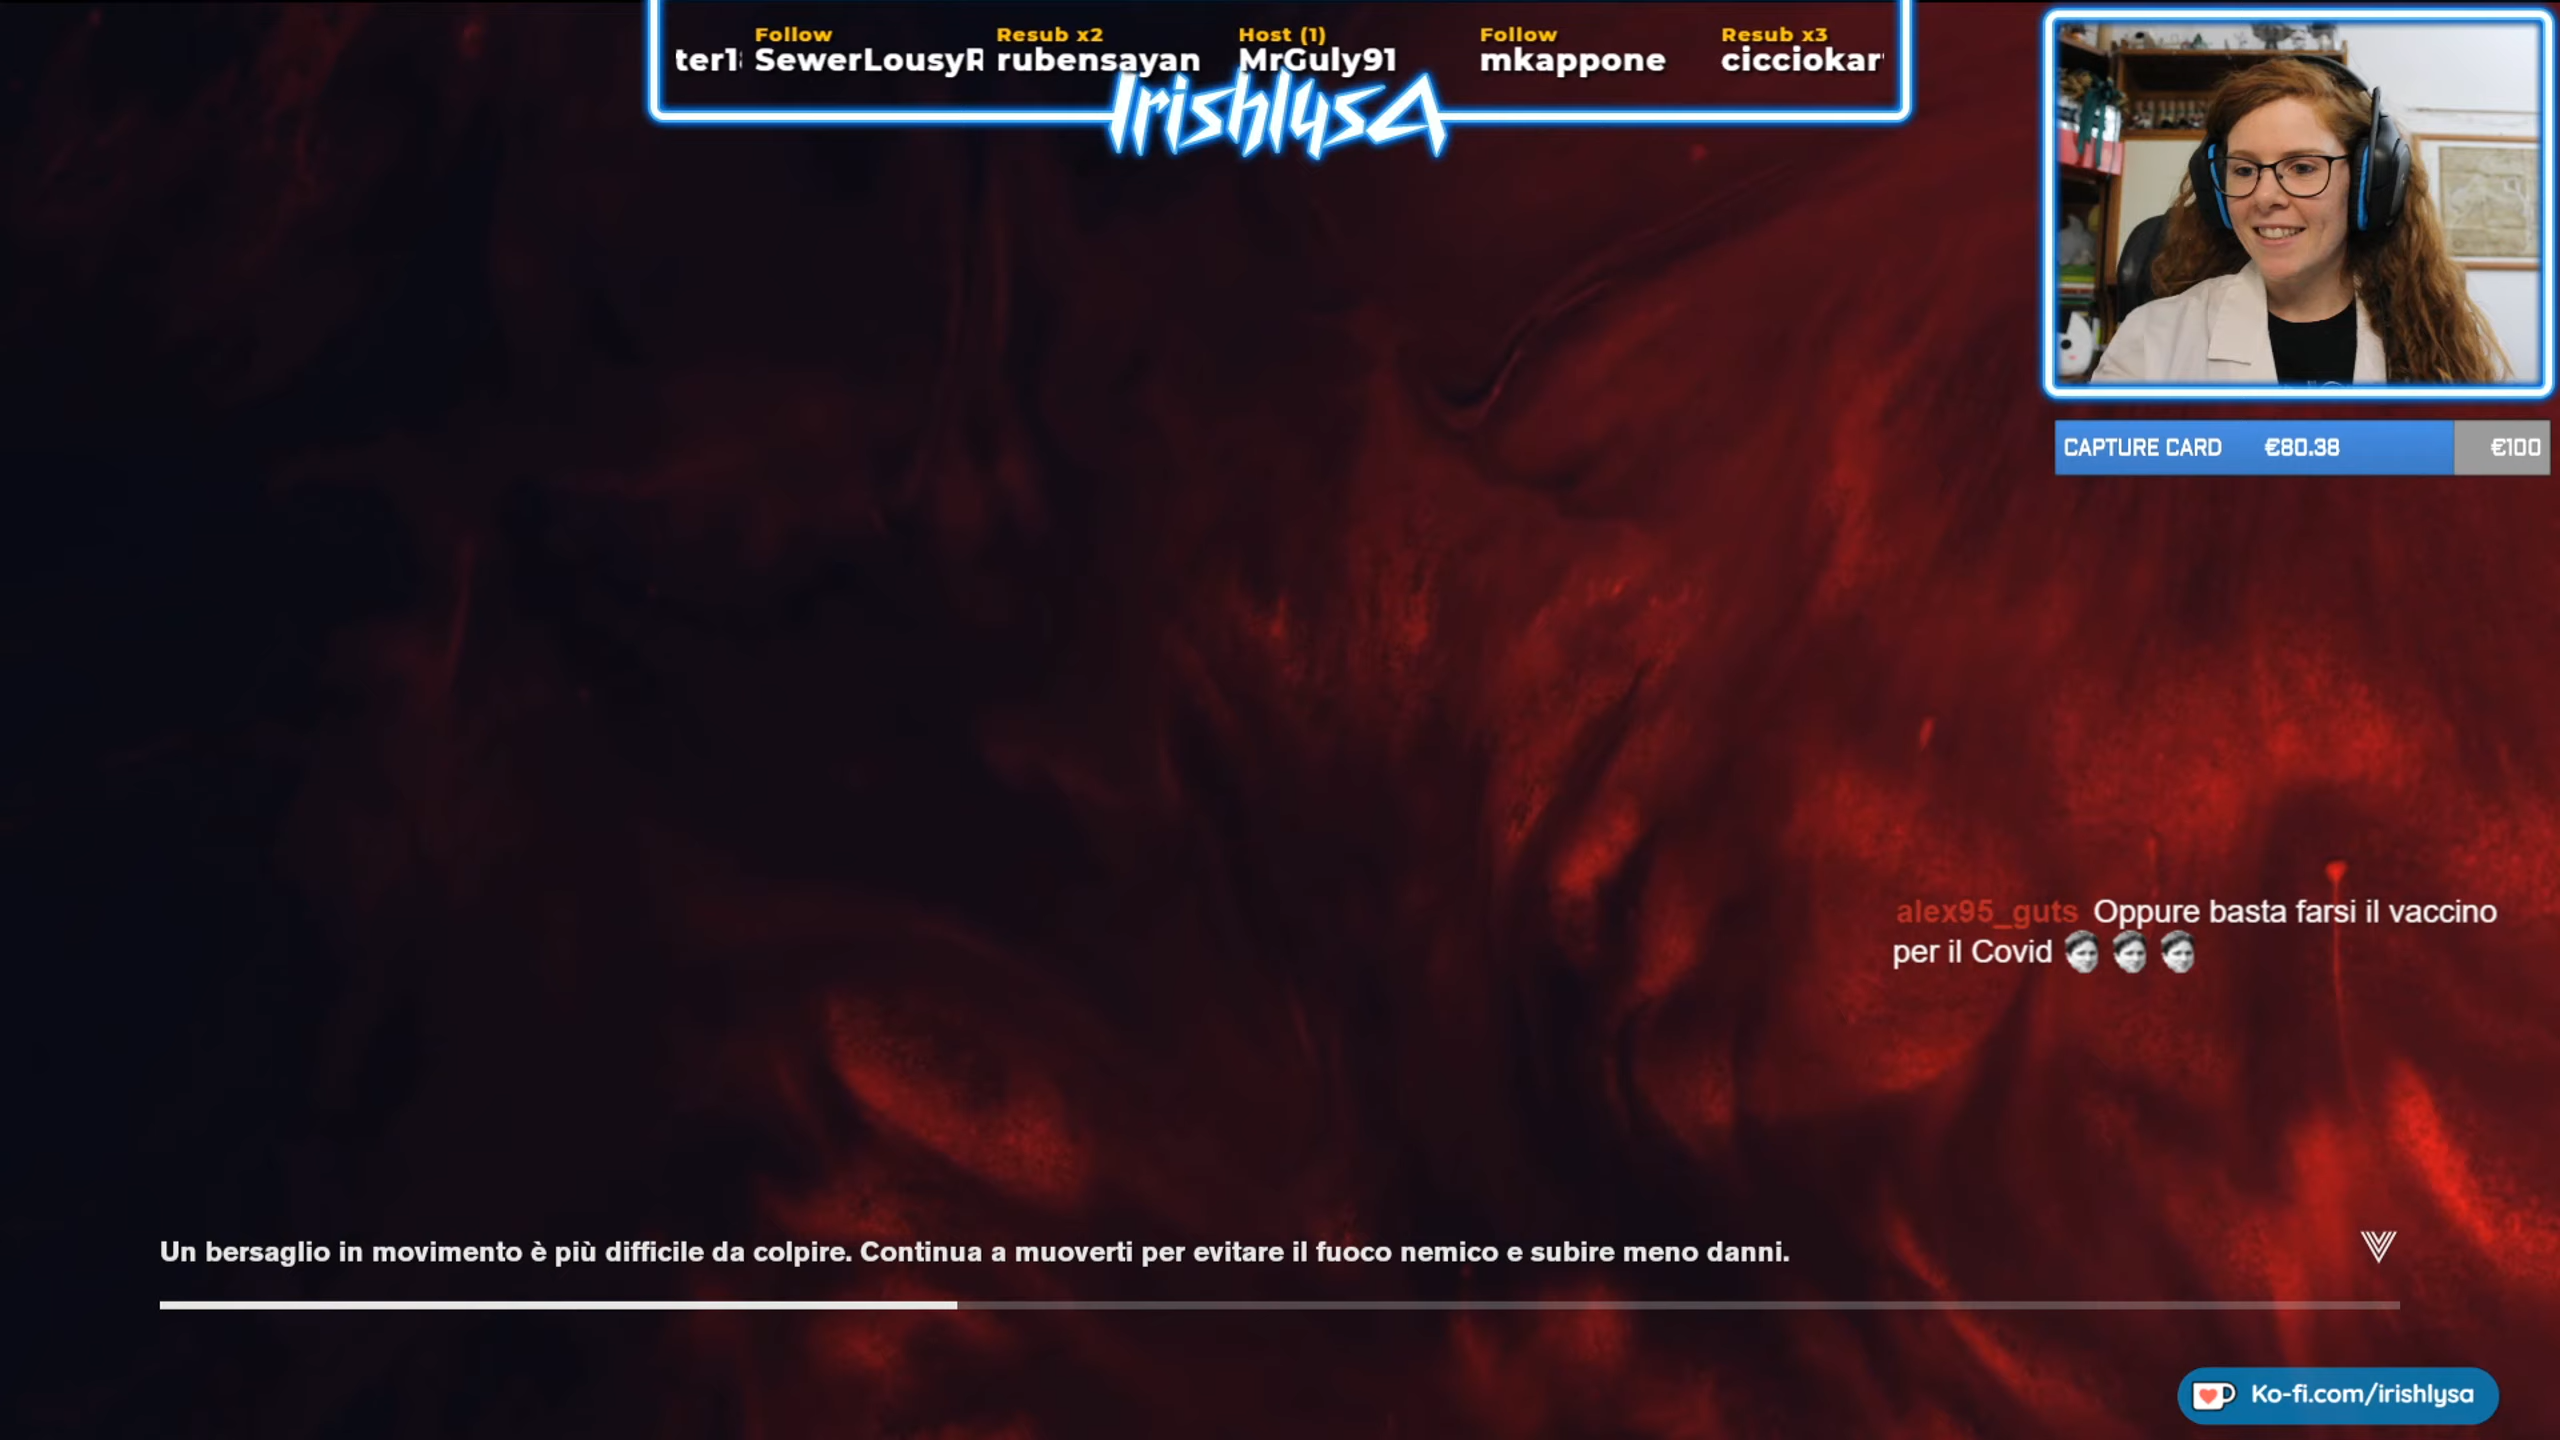 Follow Resub x2 Host (1) Follow Resub x3
SewerLousyR rubensayan MrGuly91 mkappone cicciokar
IrishlysA
CAPTURE CARD €80.38 €100
alex95_guts Oppure basta farsi il vaccino
per il Covid
Un bersaglio in movimento è più difficile da colpire. Continua a muoverti per evitare il fuoco nemico e subire meno danni.
Ko-fi.com/irishlysa